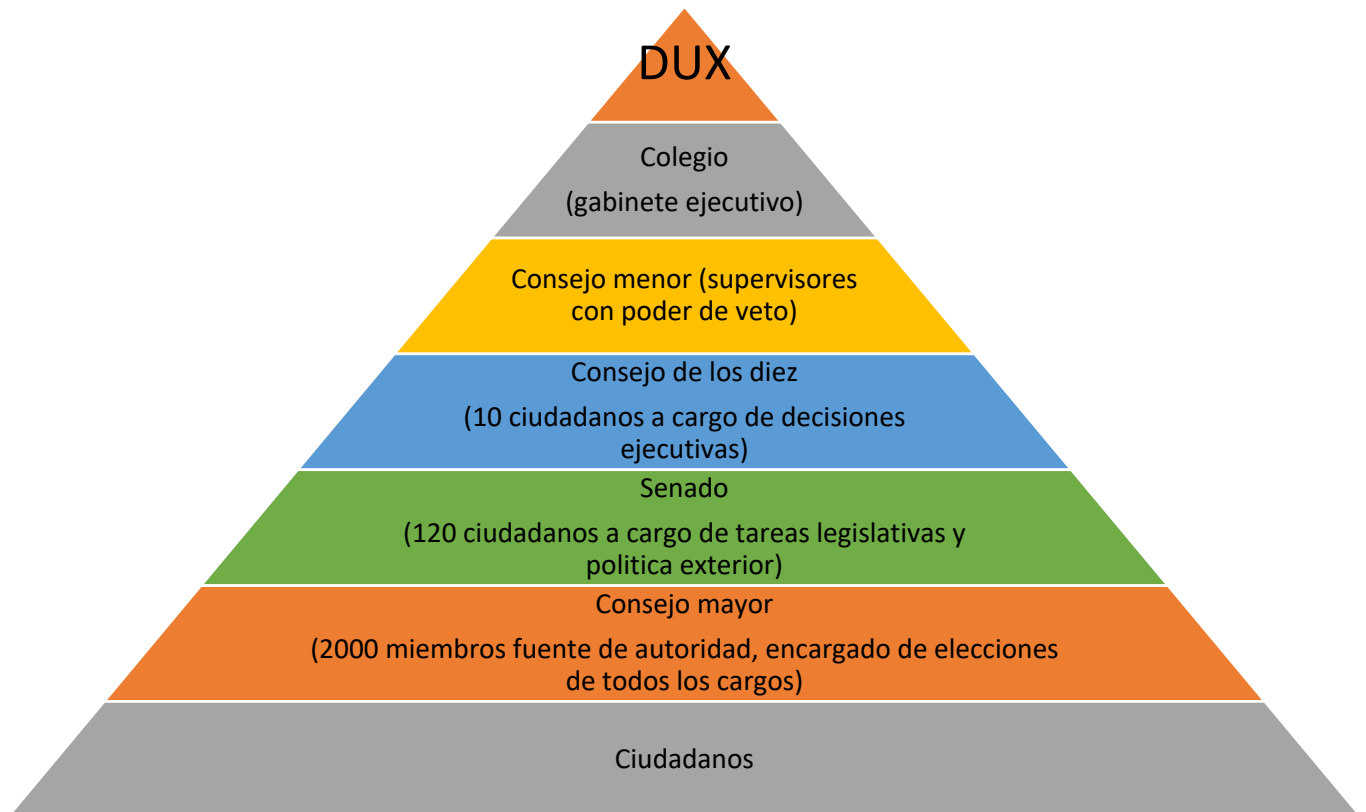 DUX
Colegio
(gabinete ejecutivo)
Consejo menor (supervisores
con poder de veto)
Consejo de los diez
(10 ciudadanos a cargo de decisiones
ejecutivas)
Senado
(120 ciudadanos a cargo de tareas legislativas y
politica exterior)
Consejo mayor
(2000 miembros fuente de autoridad, encargado de elecciones
de todos los cargos)
Ciudadanos